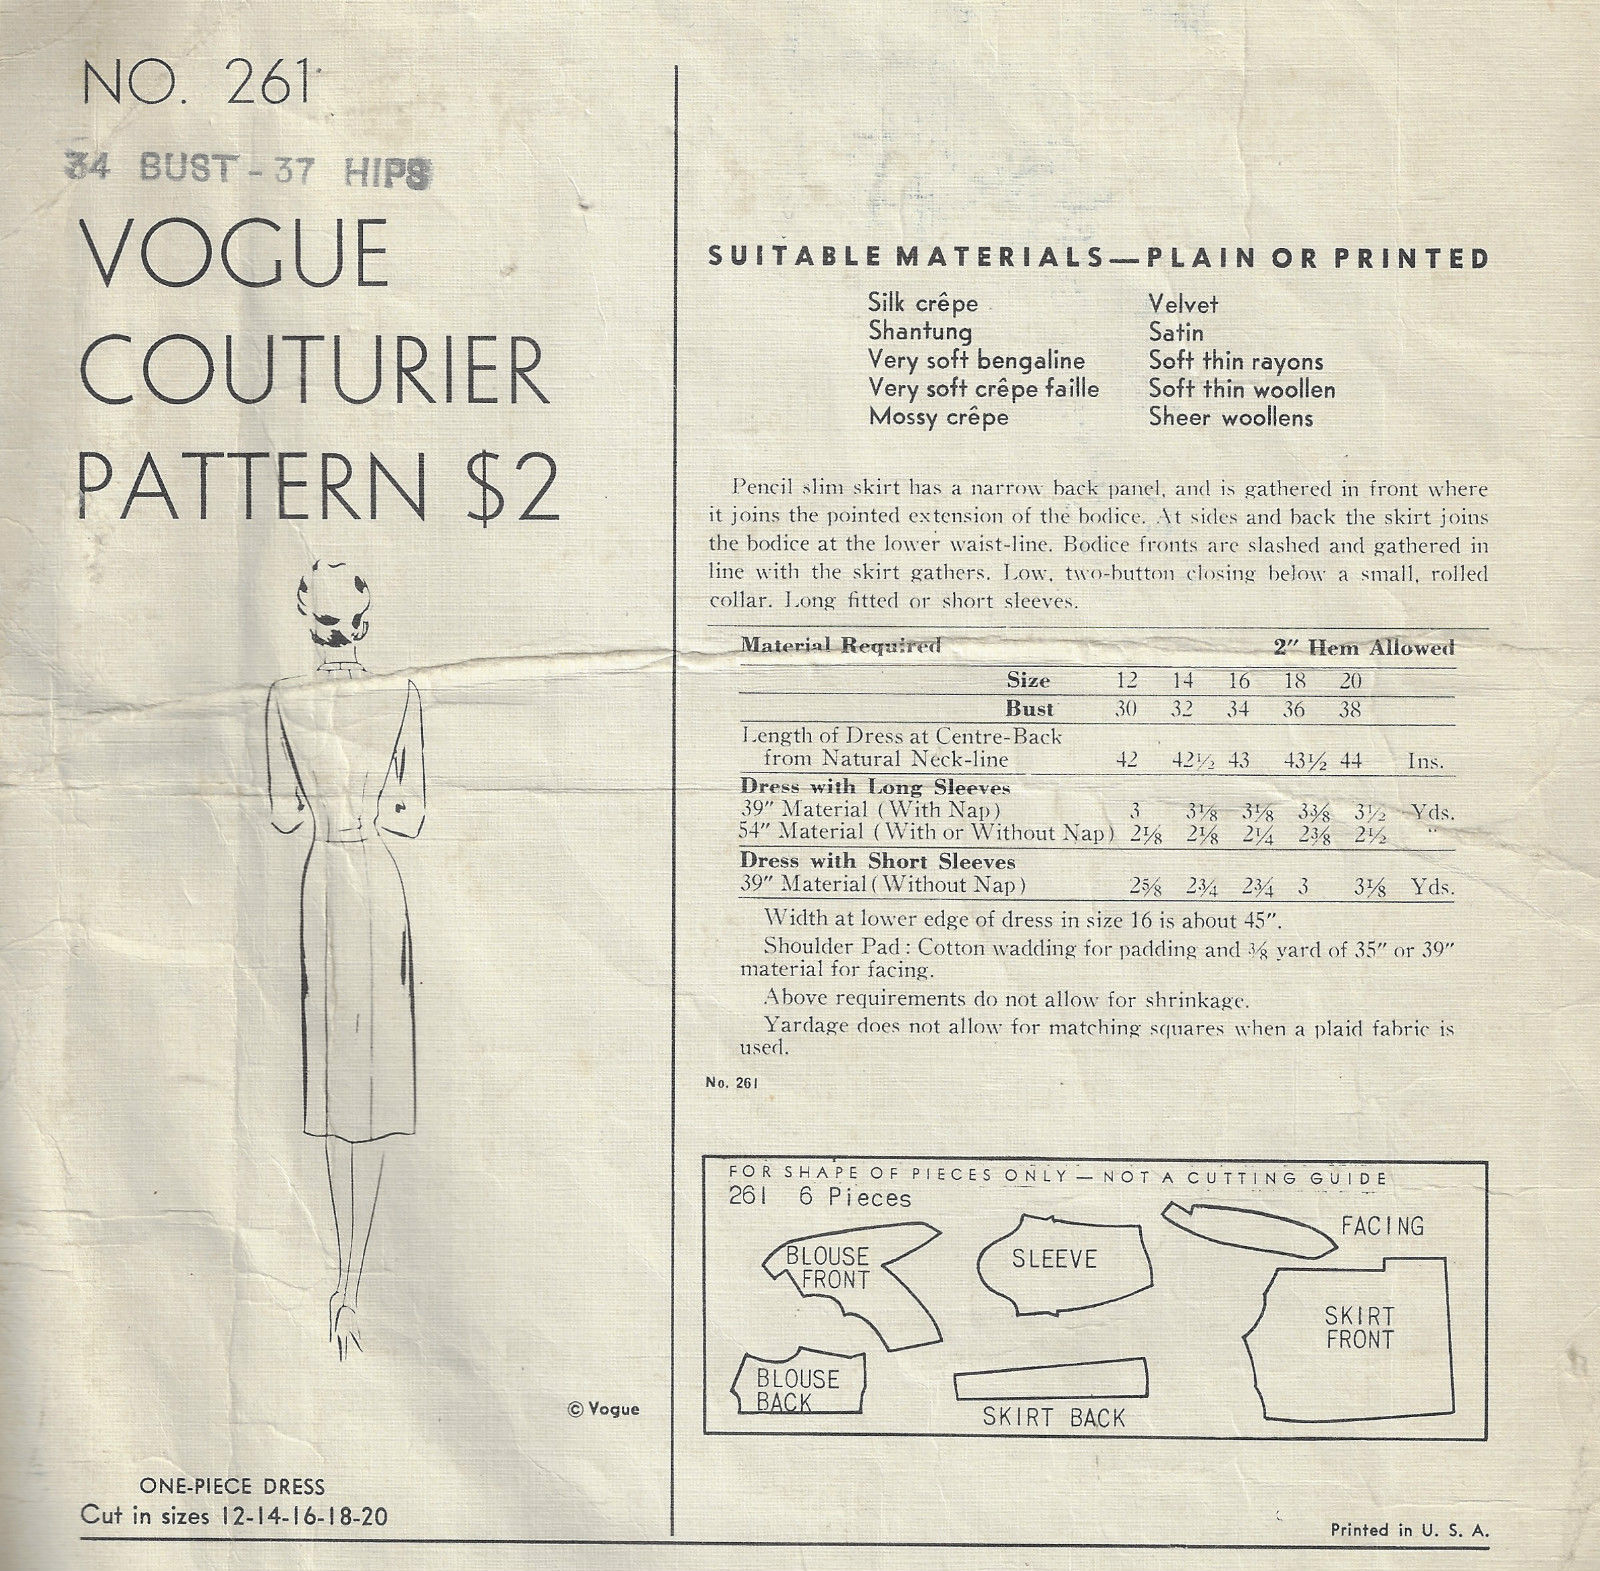 NO. 261
34 BUST - 37 HIPS
VOGUE
COUTURIER
PATTERN $2
© Vogue
ONE-PIECE DRESS
Cut in sizes 12-14-16-18-20
SUITABLE MATERIALS—PLAIN OR PRINTED
Silk crêpe Velvet
Shantung Satin
Very soft bengaline Soft thin rayons
Very soft crêpe faille Soft thin woollen
Mossy crêpe Sheer woollens
Pencil slim skirt has a narrow back panel, and is gathered in front where
it joins the pointed extension of the bodice. At sides and back the skirt joins
the bodice at the lower waist-line. Bodice fronts are slashed and gathered in
line with the skirt gathers. Low, two-button closing below a small, rolled
collar. Long fitted or short sleeves.
Material Required 2" Hem Allowed
Size 12 14 16 18 20
Bust 30 32 34 36 38
Length of Dress at Centre-Back
from Natural Neck-line 42 42½ 43 43½ 44 Ins.
Dress with Long Sleeves
39" Material (With Nap) 3 3⅛ 3⅛ 3⅜ 3½ Yds.
54" Material (With or Without Nap) 2⅛ 2⅛ 2¼ 2⅜ 2½ "
Dress with Short Sleeves
39" Material (Without Nap) 2⅝ 2¾ 2¾ 3 3⅛ Yds.
Width at lower edge of dress in size 16 is about 45".
Shoulder Pad: Cotton wadding for padding and ⅜ yard of 35" or 39"
material for facing.
Above requirements do not allow for shrinkage.
Yardage does not allow for matching squares when a plaid fabric is
used.
No. 261
FOR SHAPE OF PIECES ONLY — NOT A CUTTING GUIDE
261 6 Pieces
BLOUSE
FRONT
SLEEVE
FACING
SKIRT
FRONT
BLOUSE
BACK
SKIRT BACK
Printed in U. S. A.